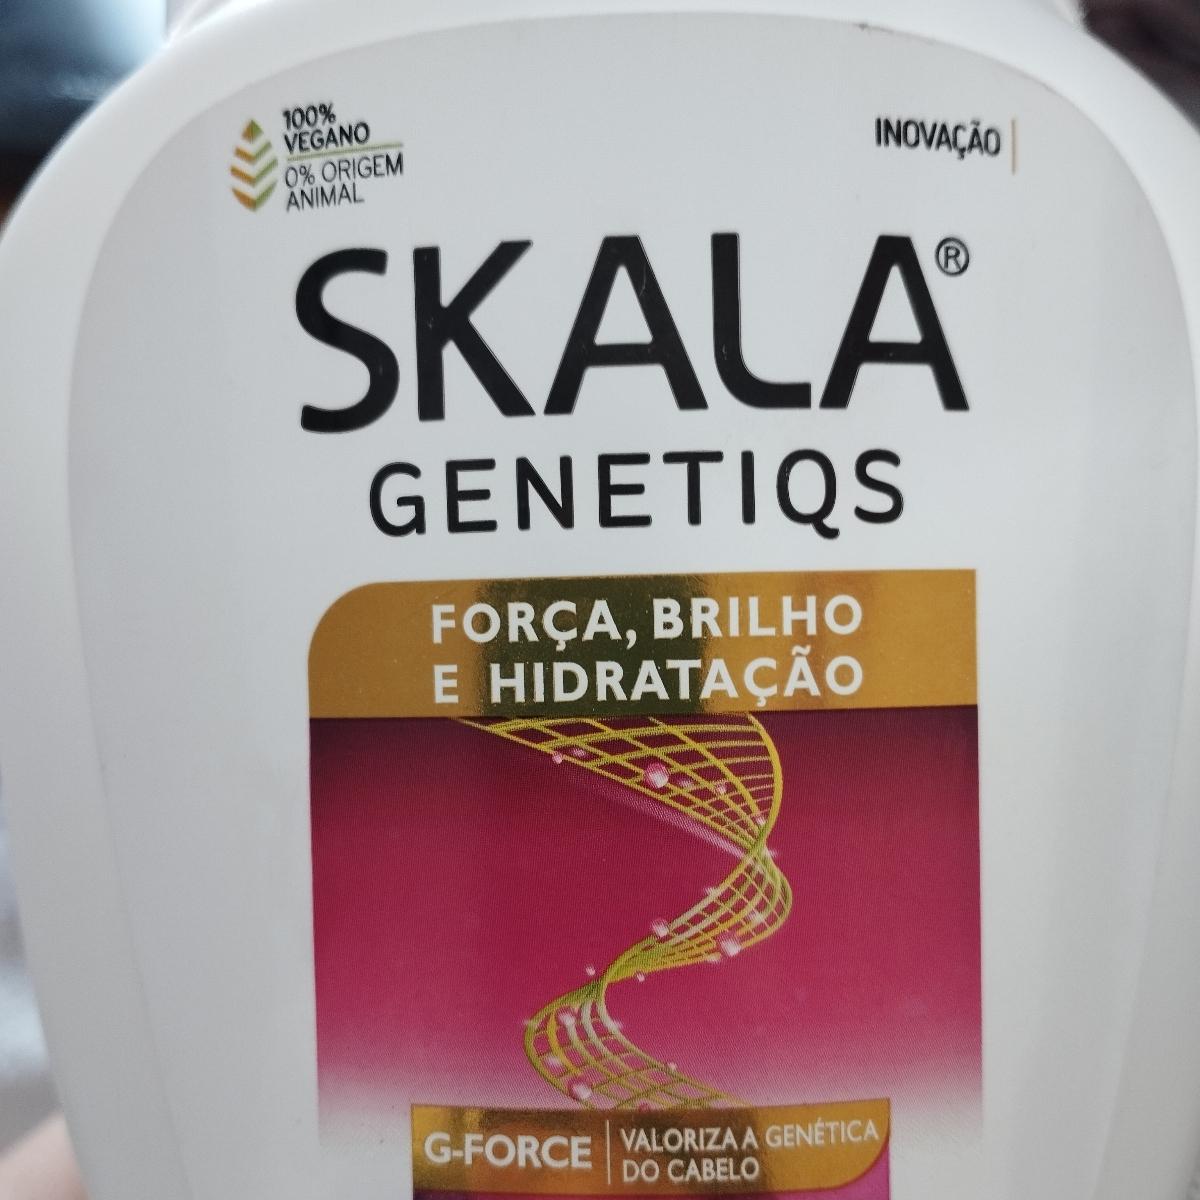 100%
VEGANO
0% ORIGEM
ANIMAL
INOVAÇÃO
SKALA®
GENETIQS
FORÇA, BRILHO
E HIDRATAÇÃO
G-FORCE
VALORIZA A GENÉTICA
DO CABELO